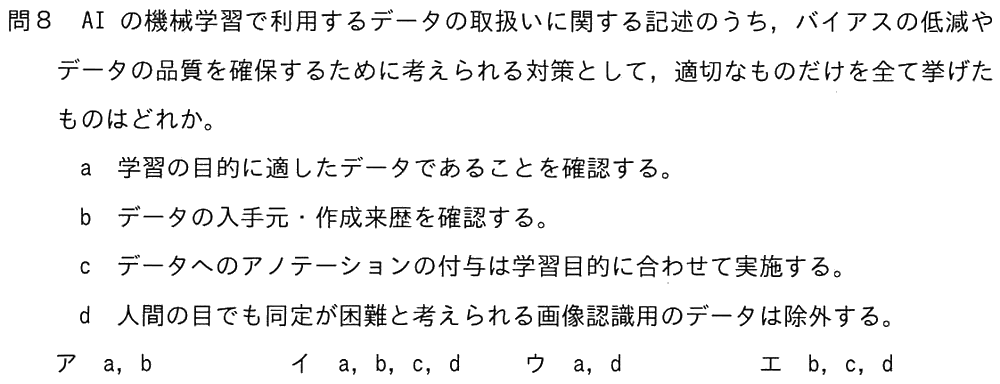 問8 AI の機械学習で利用するデータの取扱いに関する記述のうち，バイアスの低減や
データの品質を確保するために考えられる対策として，適切なものだけを全て挙げた
ものはどれか。
a 学習の目的に適したデータであることを確認する。
b データの入手元・作成来歴を確認する。
c データへのアノテーションの付与は学習目的に合わせて実施する。
d 人間の目でも同定が困難と考えられる画像認識用のデータは除外する。
ア a，b イ a，b，c，d ウ a，d エ b，c，d